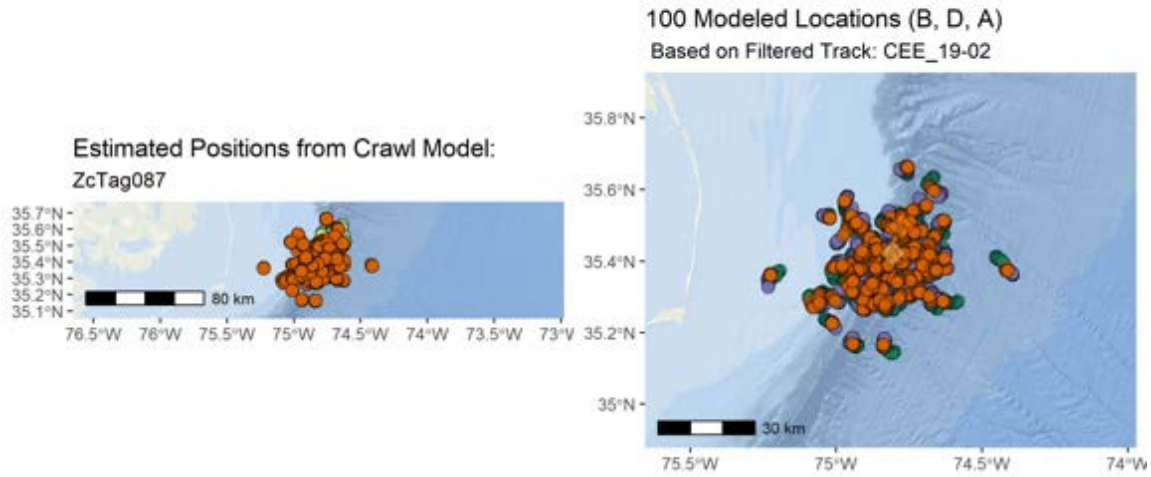 Estimated Positions from Crawl Model:
ZcTag087
35.7°N
35.6°N
35.5°N
35.4°N
35.3°N
35.2°N
35.1°N
80 km
76.5°W 76°W 75.5°W 75°W 74.5°W 74°W 73.5°W 73°W
100 Modeled Locations (B, D, A)
Based on Filtered Track: CEE_19-02
35.8°N
35.6°N
35.4°N
35.2°N
35°N
30 km
75.5°W 75°W 74.5°W 74°W